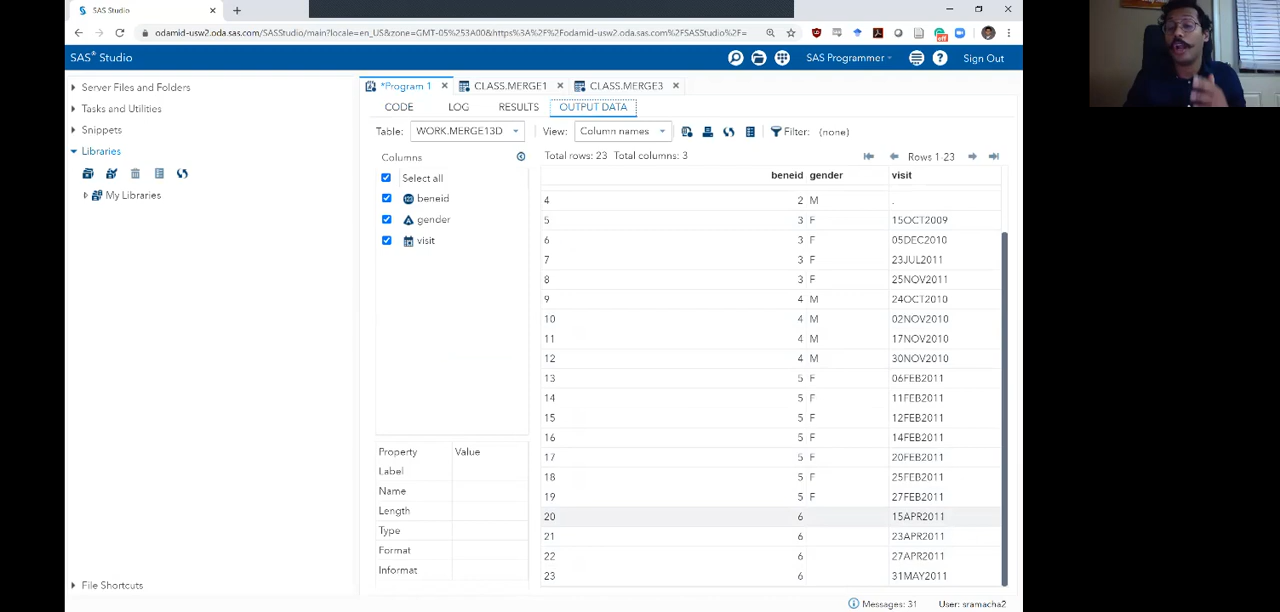 SAS Studio
odamid-usw2.oda.sas.com/SASStudio/main?locale=en_US&zone=GMT-05%253A00&https%3A%2F%2Fodamid-usw2.oda.sas.com%2FSASStudio%2F=
SAS® Studio
SAS Programmer
Sign Out
Server Files and Folders
Tasks and Utilities
Snippets
Libraries
My Libraries
File Shortcuts
*Program 1
CLASS.MERGE1
CLASS.MERGE3
CODE
LOG
RESULTS
OUTPUT DATA
Table: WORK.MERGE13D
View: Column names
Filter: (none)
Columns
Select all
beneid
gender
visit
Property Value
Label
Name
Length
Type
Format
Informat
Total rows: 23 Total columns: 3
Rows 1-23
beneid gender visit
4 2 M .
5 3 F 15OCT2009
6 3 F 05DEC2010
7 3 F 23JUL2011
8 3 F 25NOV2011
9 4 M 24OCT2010
10 4 M 02NOV2010
11 4 M 17NOV2010
12 4 M 30NOV2010
13 5 F 06FEB2011
14 5 F 11FEB2011
15 5 F 12FEB2011
16 5 F 14FEB2011
17 5 F 20FEB2011
18 5 F 25FEB2011
19 5 F 27FEB2011
20 6 15APR2011
21 6 23APR2011
22 6 27APR2011
23 6 31MAY2011
Messages: 31
User: sramacha2